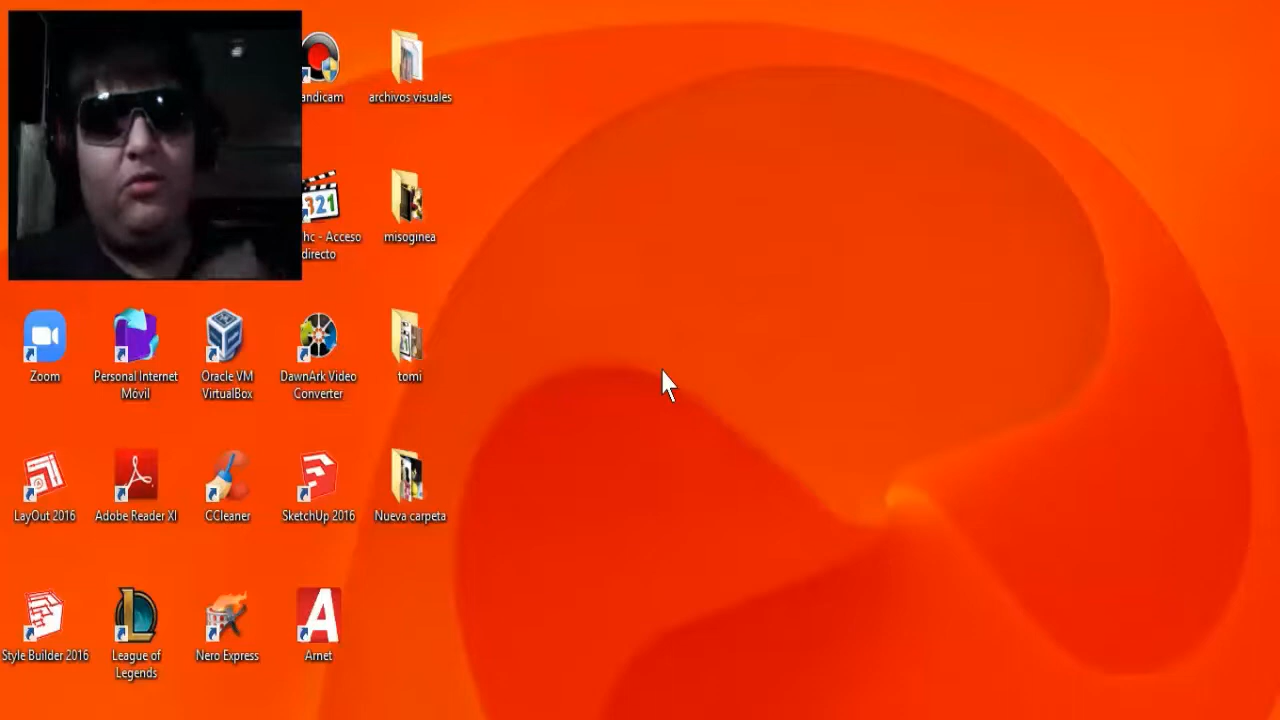 andicam
archivos visuales
321
hc - Acceso
directo
misoginea
Zoom
Personal Internet
Móvil
Oracle VM
VirtualBox
DawnArk Video
Converter
tomi
LayOut 2016
Adobe Reader XI
CCleaner
SketchUp 2016
Nueva carpeta
Style Builder 2016
League of
Legends
Nero Express
A
Arnet